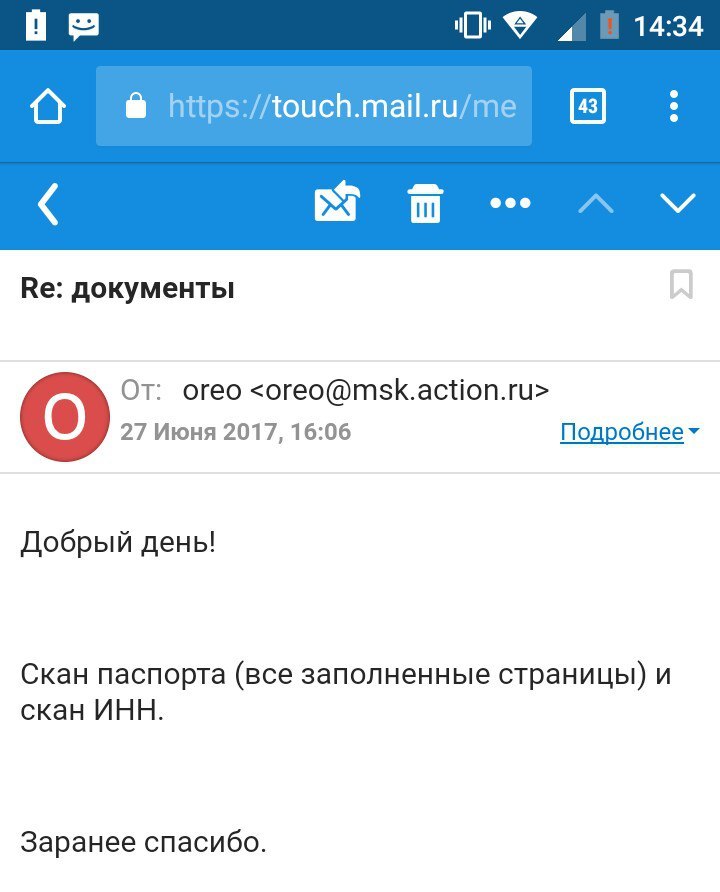 14:34
https://touch.mail.ru/me
43
Re: документы
O
От: oreo <oreo@msk.action.ru>
27 Июня 2017, 16:06
Подробнее
Добрый день!
Скан паспорта (все заполненные страницы) и
скан ИНН.
Заранее спасибо.